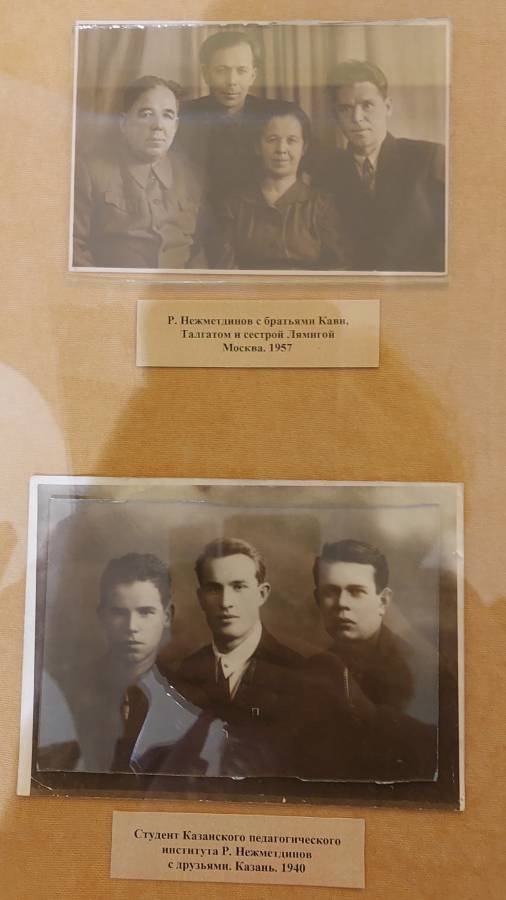 Р. Нежметдинов с братьями Кави,
Талгатом и сестрой Лямигой
Москва. 1957
Студент Казанского педагогического
института Р. Нежметдинов
с друзьями. Казань. 1940